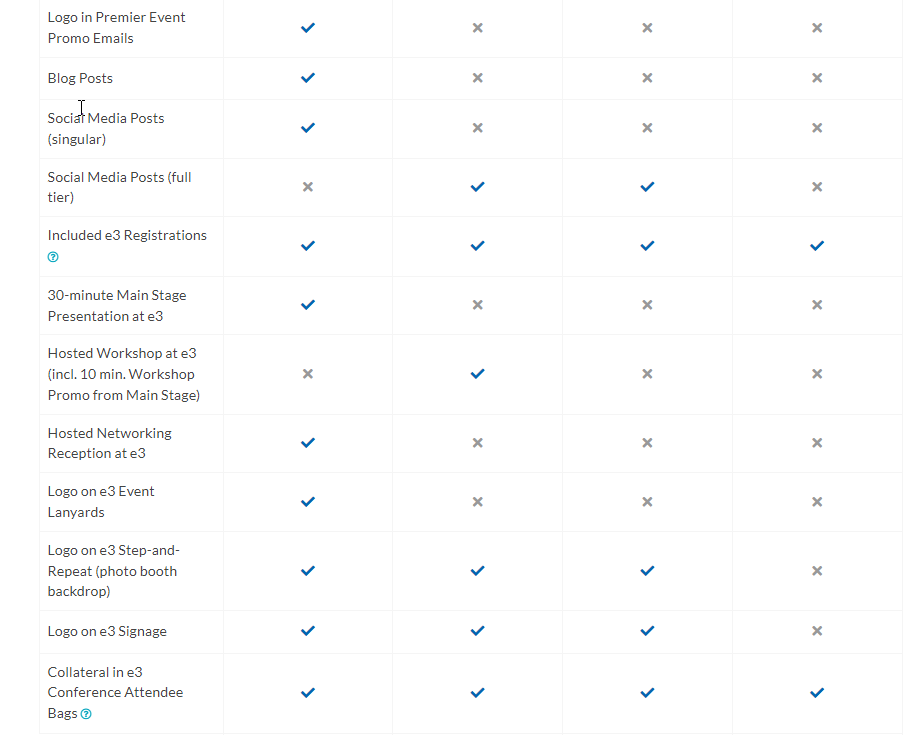 Logo in Premier Event
Promo Emails
Blog Posts
Social Media Posts
(singular)
Social Media Posts (full
tier)
Included e3 Registrations
?
30-minute Main Stage
Presentation at e3
Hosted Workshop at e3
(incl. 10 min. Workshop
Promo from Main Stage)
Hosted Networking
Reception at e3
Logo on e3 Event
Lanyards
Logo on e3 Step-and-
Repeat (photo booth
backdrop)
Logo on e3 Signage
Collateral in e3
Conference Attendee
Bags ?